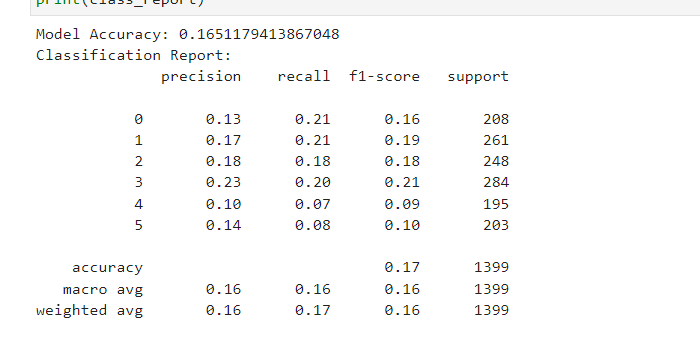 print(class_report)
Model Accuracy: 0.1651179413867048
Classification Report:
precision recall f1-score support
0 0.13 0.21 0.16 208
1 0.17 0.21 0.19 261
2 0.18 0.18 0.18 248
3 0.23 0.20 0.21 284
4 0.10 0.07 0.09 195
5 0.14 0.08 0.10 203
accuracy 0.17 1399
macro avg 0.16 0.16 0.16 1399
weighted avg 0.16 0.17 0.16 1399